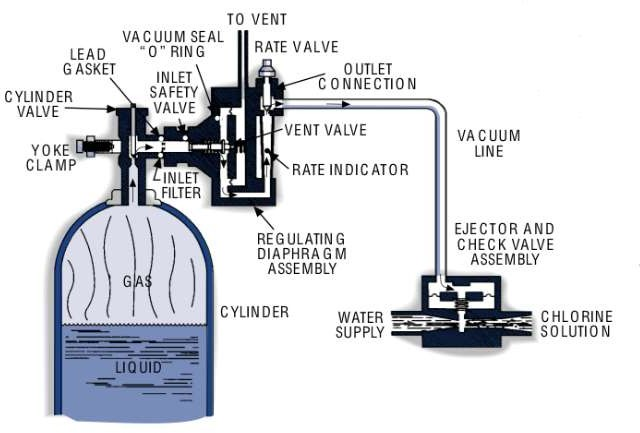 TO VENT
VACUUM SEAL
"O" RING
RATE VALVE
LEAD
GASKET
INLET
SAFETY
VALVE
OUTLET
CONNECTION
CYLINDER
VALVE
VENT VALVE
VACUUM
LINE
YOKE
CLAMP
INLET
FILTER
RATE INDICATOR
REGULATING
DIAPHRAGM
ASSEMBLY
EJECTOR AND
CHECK VALVE
ASSEMBLY
GAS
CYLINDER
WATER
SUPPLY
CHLORINE
SOLUTION
LIQUID